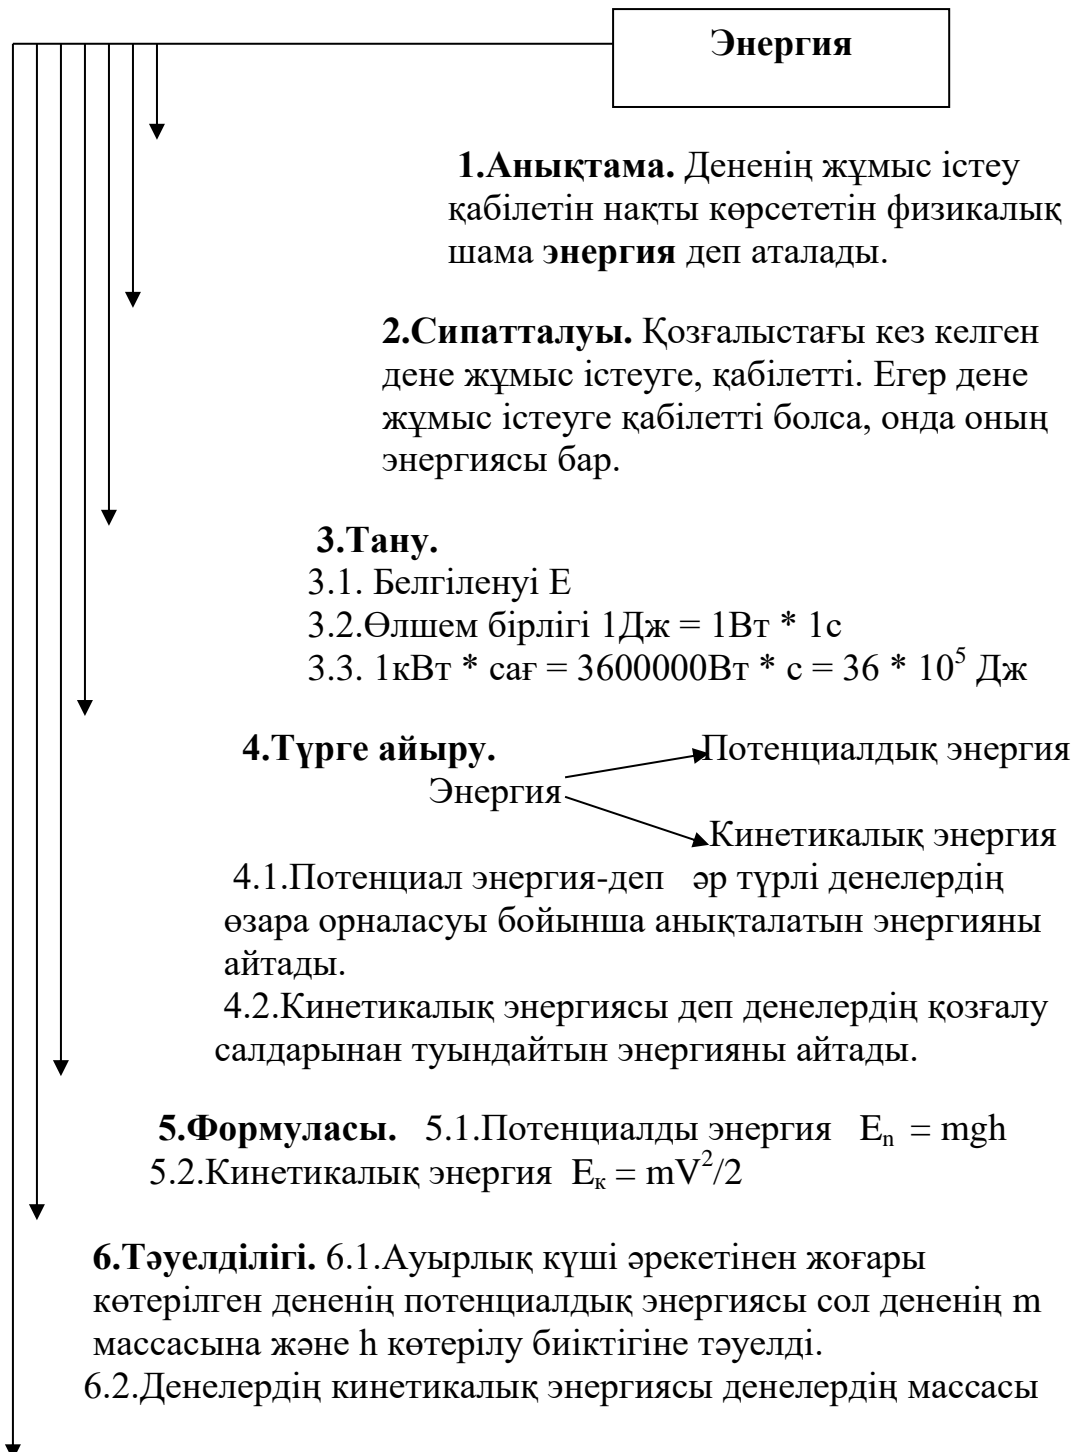 Энергия
1.Анықтама. Дененің жұмыс істеу
қабілетін нақты көрсететін физикалық
шама энергия деп аталады.
2.Сипатталуы. Қозғалыстағы кез келген
дене жұмыс істеуге, қабілетті. Егер дене
жұмыс істеуге қабілетті болса, онда оның
энергиясы бар.
3.Тану.
3.1. Белгіленуі Е
3.2.Өлшем бірлігі 1Дж = 1Вт * 1с
3.3. 1кВт * сағ = 3600000Вт * с = 36 * 10⁵ Дж
4.Түрге айыру. Потенциалдық энергия
Энергия
Кинетикалық энергия
4.1.Потенциал энергия-деп әр түрлі денелердің
өзара орналасуы бойынша анықталатын энергияны
айтады.
4.2.Кинетикалық энергиясы деп денелердің қозғалу
салдарынан туындайтын энергияны айтады.
5.Формуласы. 5.1.Потенциалды энергия Eₙ = mgh
5.2.Кинетикалық энергия Eк = mV²/2
6.Тәуелділігі. 6.1.Ауырлық күші әрекетінен жоғары
көтерілген дененің потенциалдық энергиясы сол дененің m
массасына және h көтерілу биіктігіне тәуелді.
6.2.Денелердің кинетикалық энергиясы денелердің массасы